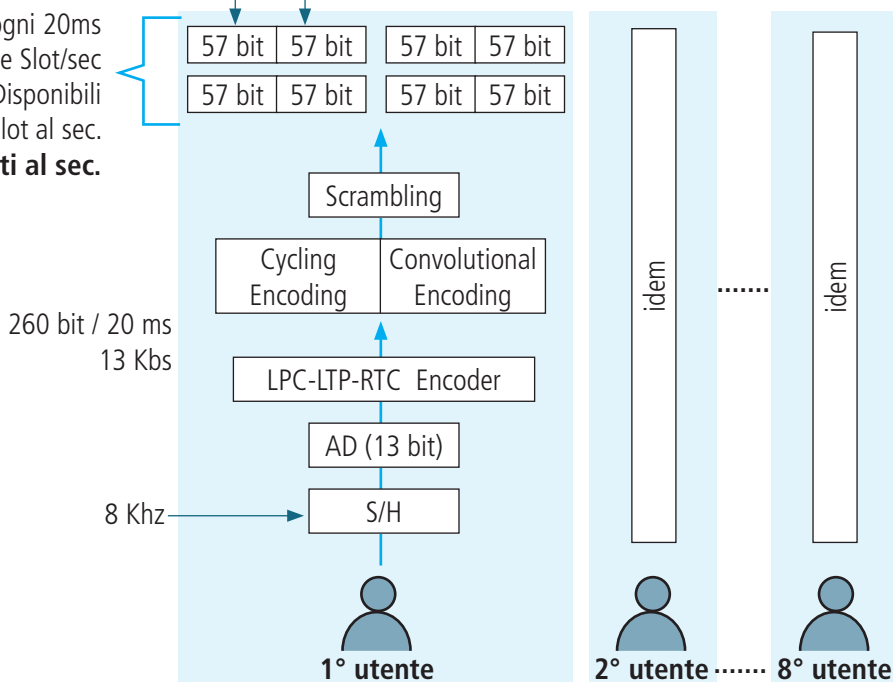 ogni 20ms
e Slot/sec
Disponibili
lot al sec.
ti al sec.
57 bit 57 bit 57 bit 57 bit
57 bit 57 bit 57 bit 57 bit
Scrambling
Cycling Encoding
Convolutional Encoding
260 bit / 20 ms
13 Kbs
LPC-LTP-RTC Encoder
AD (13 bit)
8 Khz
S/H
idem
.......
idem
1° utente
2° utente ....... 8° utente